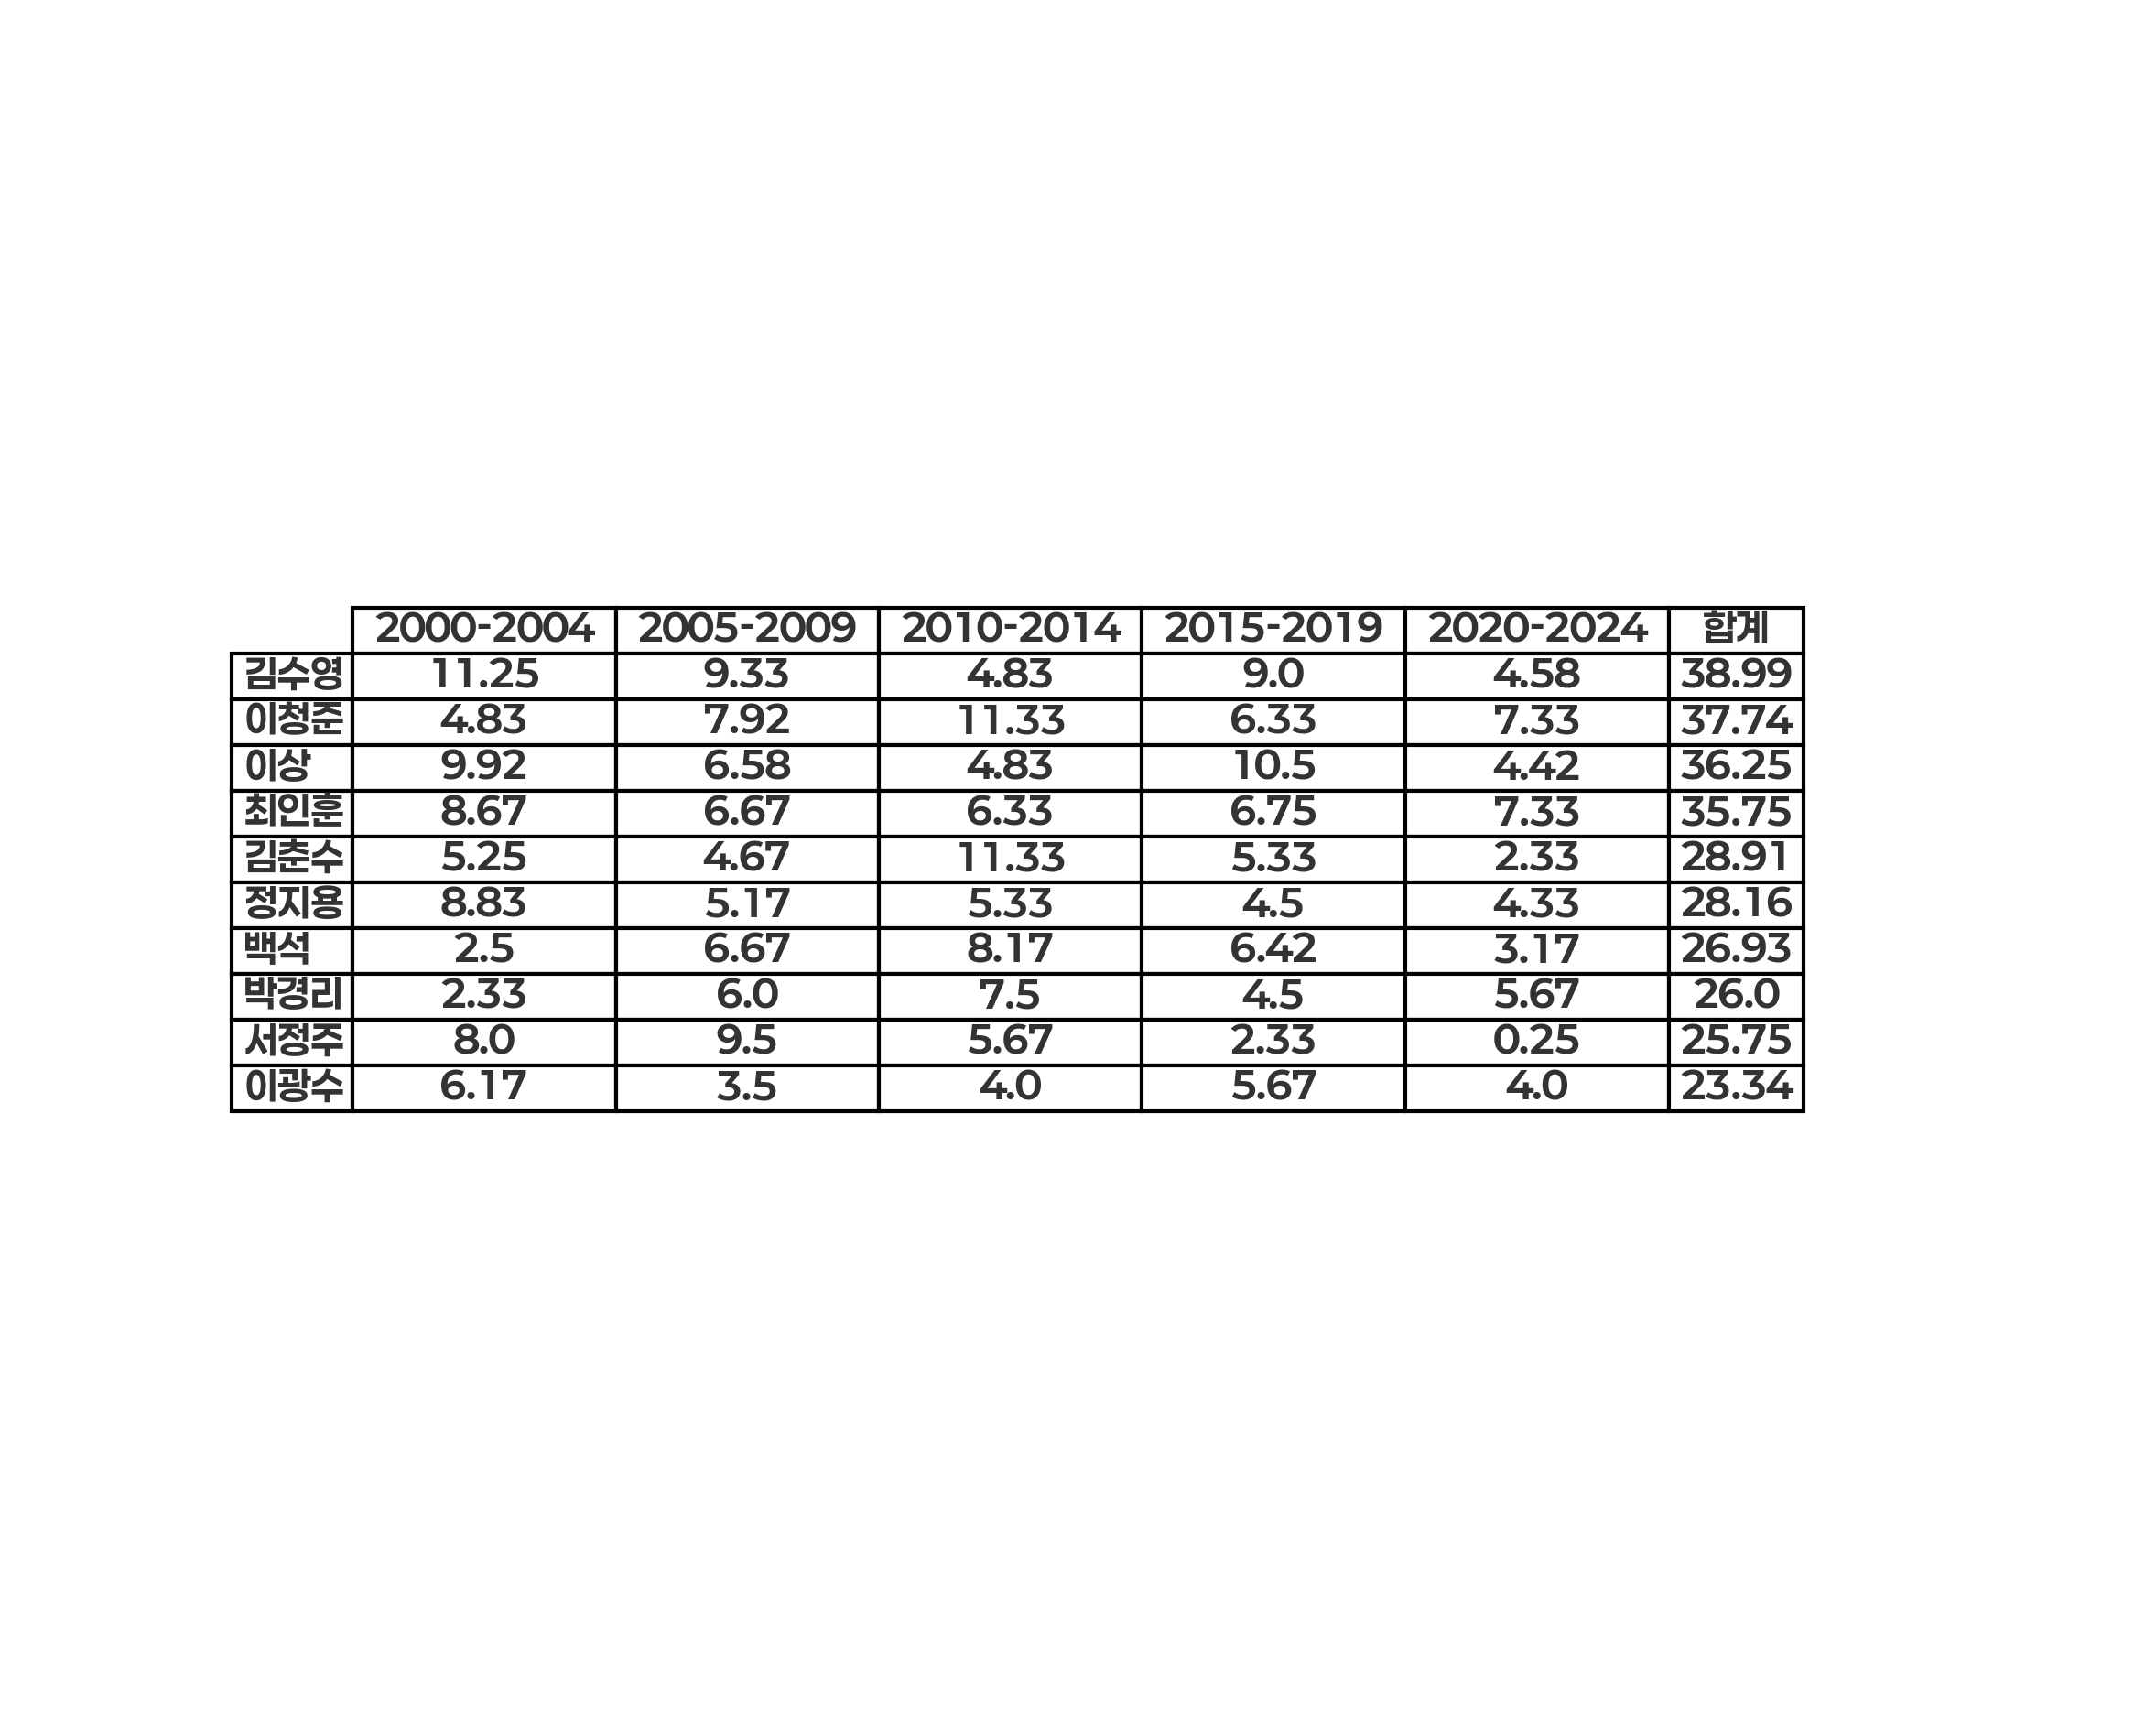 2000-2004 2005-2009 2010-2014 2015-2019 2020-2024 합계
김수영 11.25 9.33 4.83 9.0 4.58 38.99
이청준 4.83 7.92 11.33 6.33 7.33 37.74
이상 9.92 6.58 4.83 10.5 4.42 36.25
최인훈 8.67 6.67 6.33 6.75 7.33 35.75
김춘수 5.25 4.67 11.33 5.33 2.33 28.91
정지용 8.83 5.17 5.33 4.5 4.33 28.16
백석 2.5 6.67 8.17 6.42 3.17 26.93
박경리 2.33 6.0 7.5 4.5 5.67 26.0
서정주 8.0 9.5 5.67 2.33 0.25 25.75
이광수 6.17 3.5 4.0 5.67 4.0 23.34